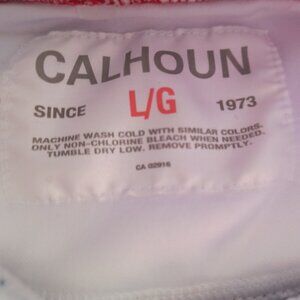 CALHOUN
SINCE L/G 1973
MACHINE WASH COLD WITH SIMILAR COLORS.
ONLY NON-CHLORINE BLEACH WHEN NEEDED.
TUMBLE DRY LOW. REMOVE PROMPTLY.
CA 02916